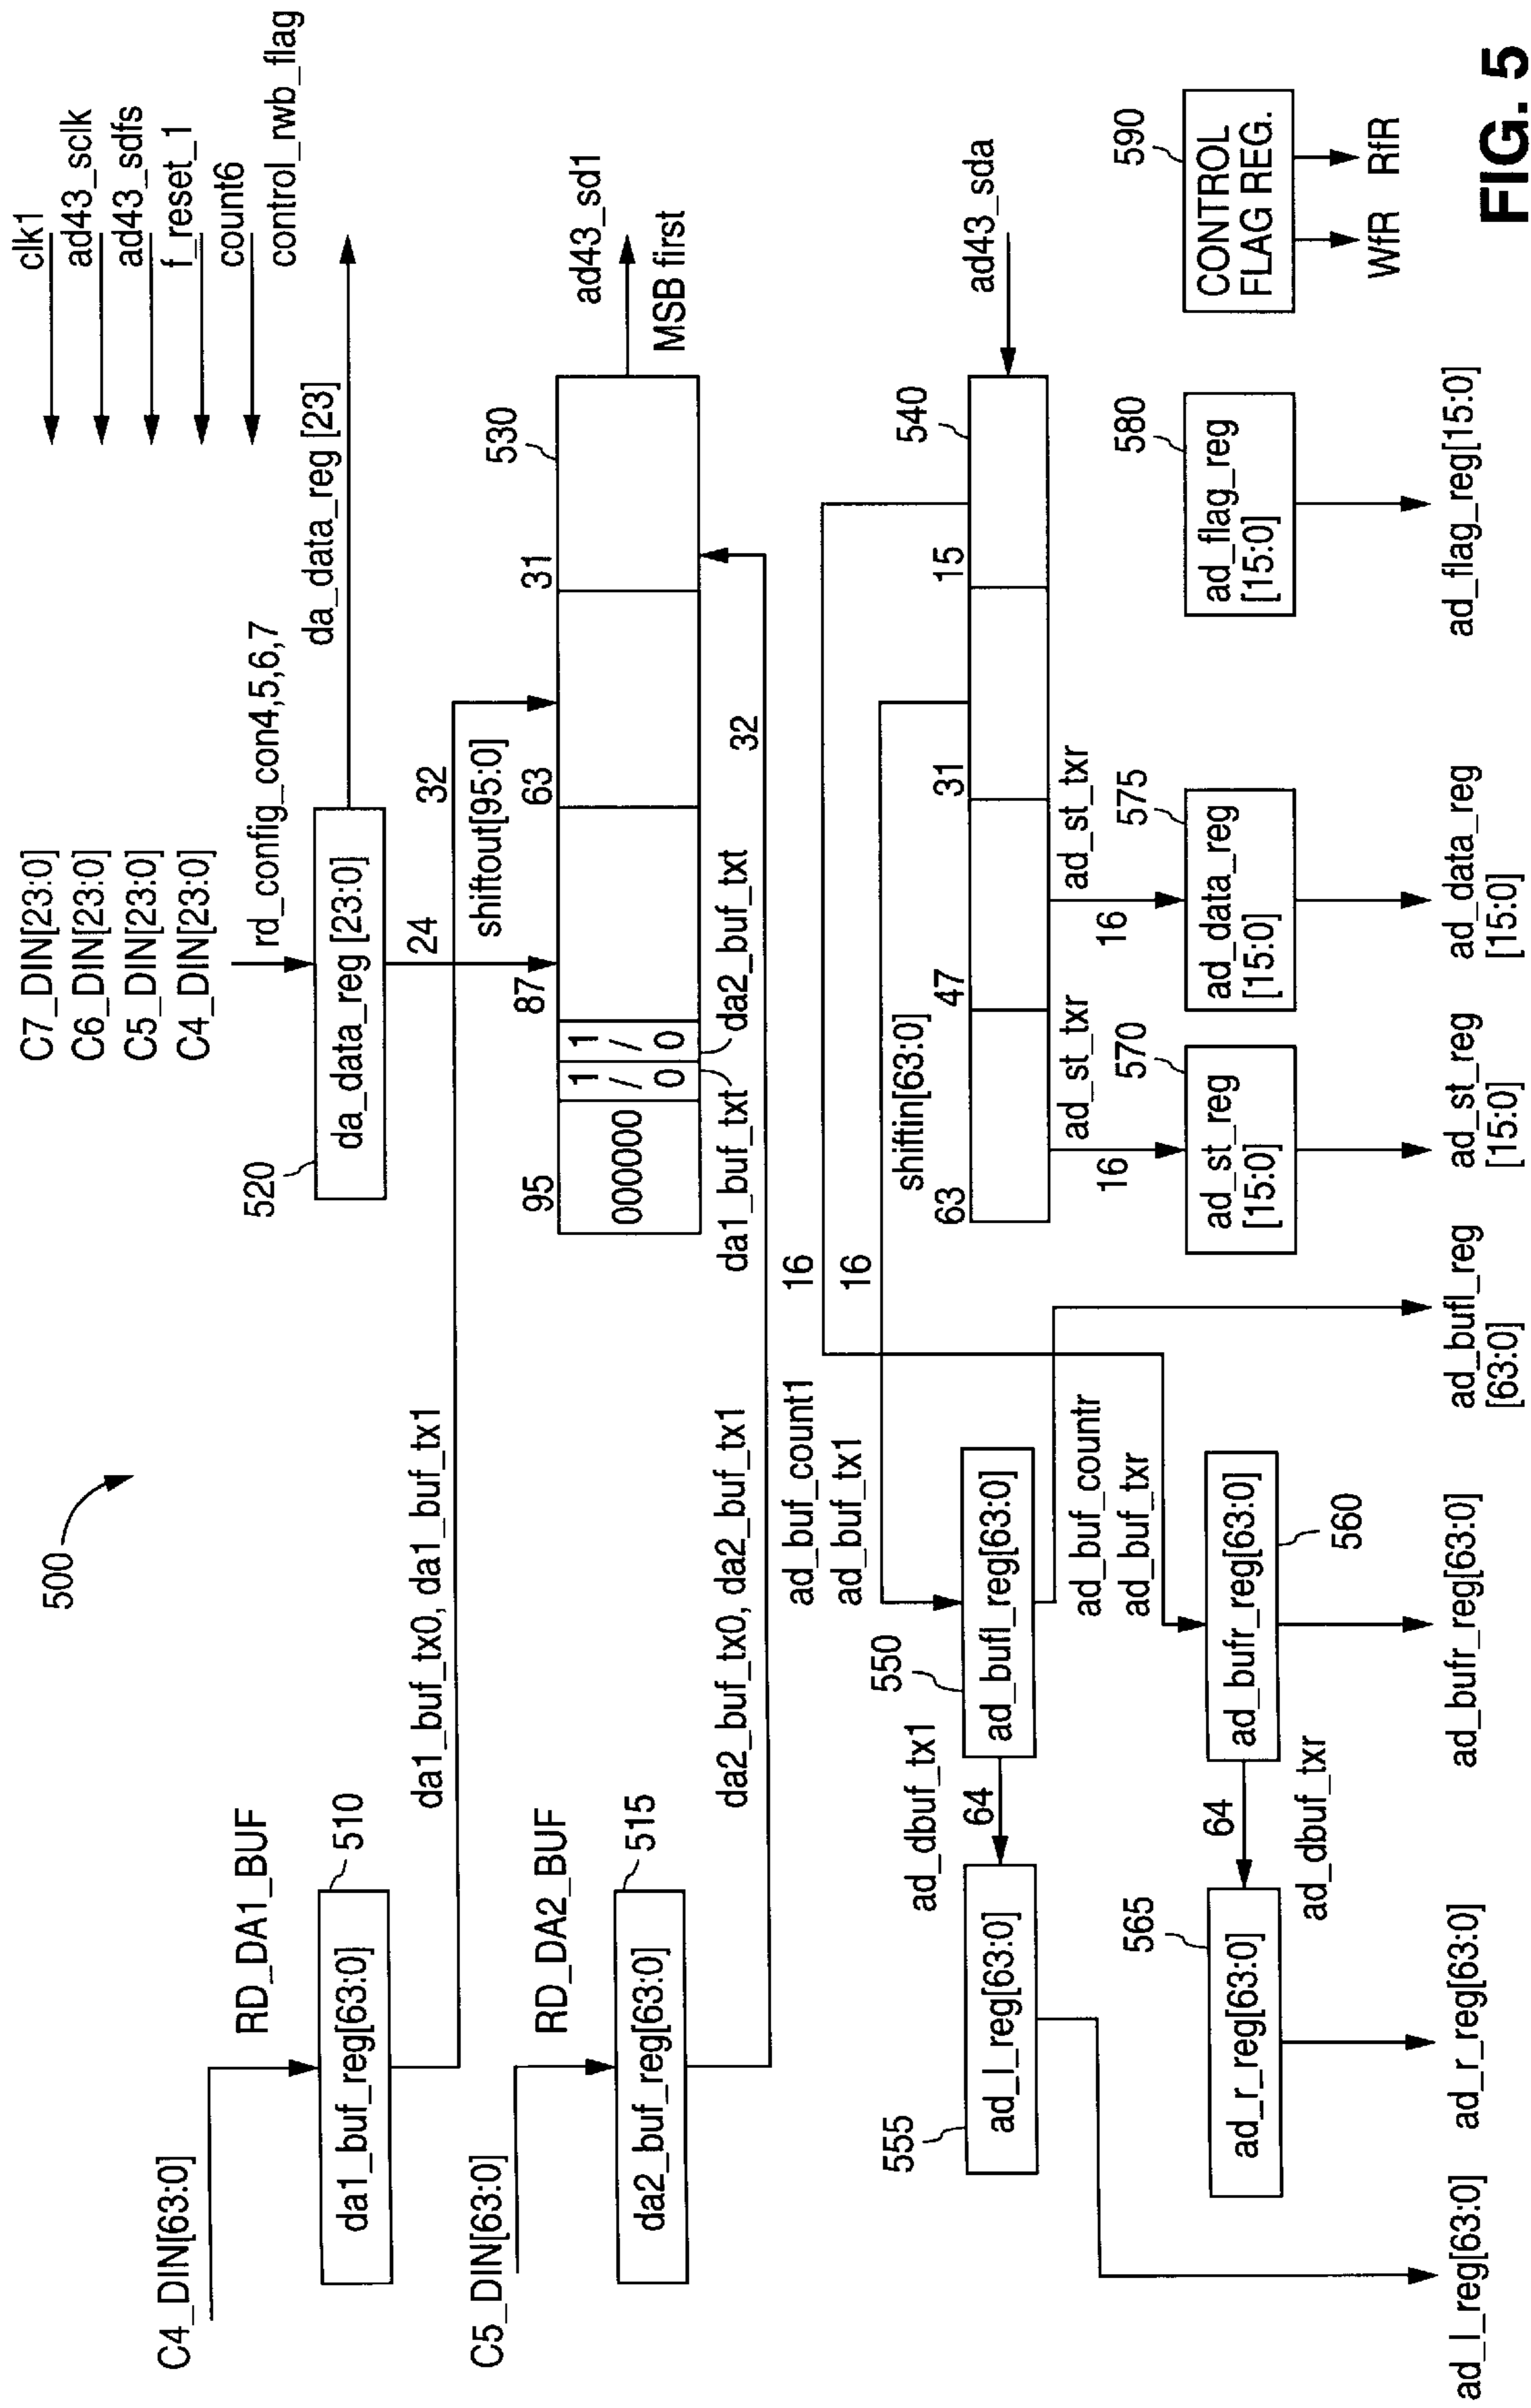 500
C7_DIN[23:0]
C6_DIN[23:0]
C5_DIN[23:0]
C4_DIN[23:0]
rd_config_con4,5,6,7
clk1
ad43_sclk
ad43_sdfs
f_reset_1
count6
control_rwb_flag
520
da_data_reg [23:0]
da_data_reg [23]
24
C4_DIN[63:0]
RD_DA1_BUF
da1_buf_reg[63:0]
510
da1_buf_tx0, da1_buf_tx1
32
shiftout[95:0]
95
87
63
31
530
000000
1/0
1/0
da1_buf_txt
da2_buf_txt
ad43_sd1
MSB first
C5_DIN[63:0]
RD_DA2_BUF
da2_buf_reg[63:0]
515
da2_buf_tx0, da2_buf_tx1
32
16
16
ad_buf_count1
ad_buf_tx1
shiftin[63:0]
63
47
31
15
540
ad43_sda
550
ad_bufl_reg[63:0]
ad_dbuf_tx1
64
555
ad_l_reg[63:0]
ad_buf_countr
ad_buf_txr
ad_bufr_reg[63:0]
560
64
ad_dbuf_txr
565
ad_r_reg[63:0]
16
ad_st_txr
570
ad_st_reg
[15:0]
16
ad_st_txr
575
ad_data_reg
[15:0]
580
ad_flag_reg
[15:0]
590
CONTROL
FLAG REG.
WfR
RfR
ad_l_reg[63:0]
ad_r_reg[63:0]
ad_bufr_reg[63:0]
ad_bufl_reg
[63:0]
ad_st_reg
[15:0]
ad_data_reg
[15:0]
ad_flag_reg[15:0]
FIG. 5